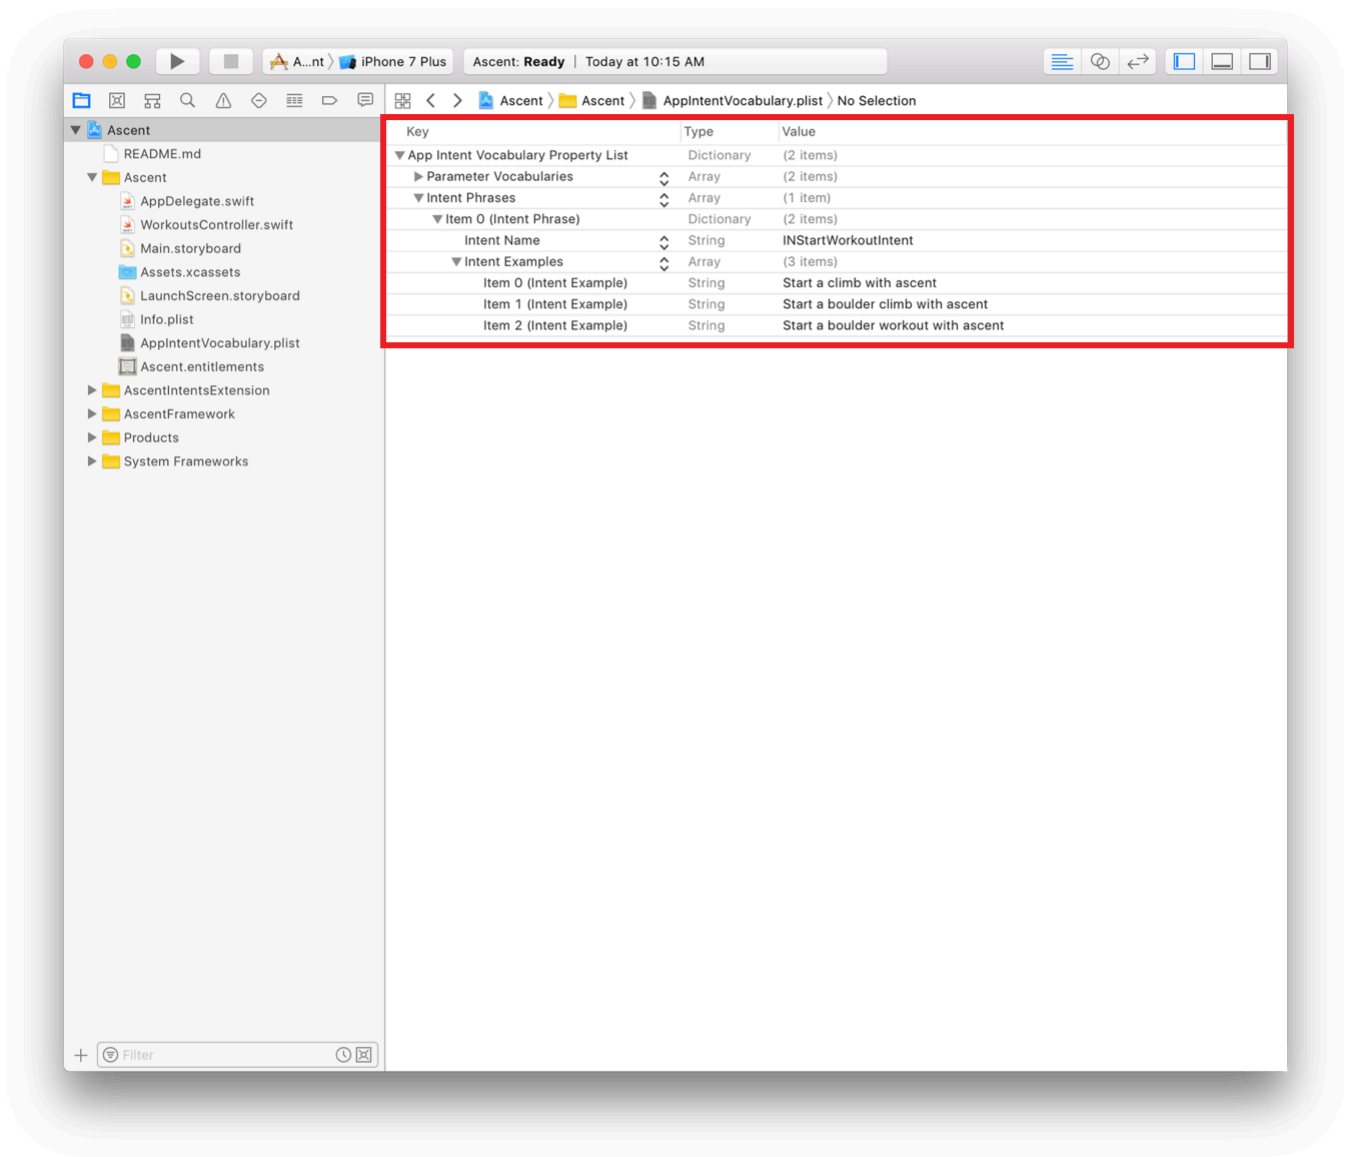 A...nt iPhone 7 Plus Ascent: Ready | Today at 10:15 AM
Ascent Ascent AppIntentVocabulary.plist No Selection
Ascent
README.md
Ascent
AppDelegate.swift
WorkoutsController.swift
Main.storyboard
Assets.xcassets
LaunchScreen.storyboard
Info.plist
AppIntentVocabulary.plist
Ascent.entitlements
AscentIntentsExtension
AscentFramework
Products
System Frameworks
Filter
Key Type Value
App Intent Vocabulary Property List Dictionary (2 items)
Parameter Vocabularies Array (2 items)
Intent Phrases Array (1 item)
Item 0 (Intent Phrase) Dictionary (2 items)
Intent Name String INStartWorkoutIntent
Intent Examples Array (3 items)
Item 0 (Intent Example) String Start a climb with ascent
Item 1 (Intent Example) String Start a boulder climb with ascent
Item 2 (Intent Example) String Start a boulder workout with ascent